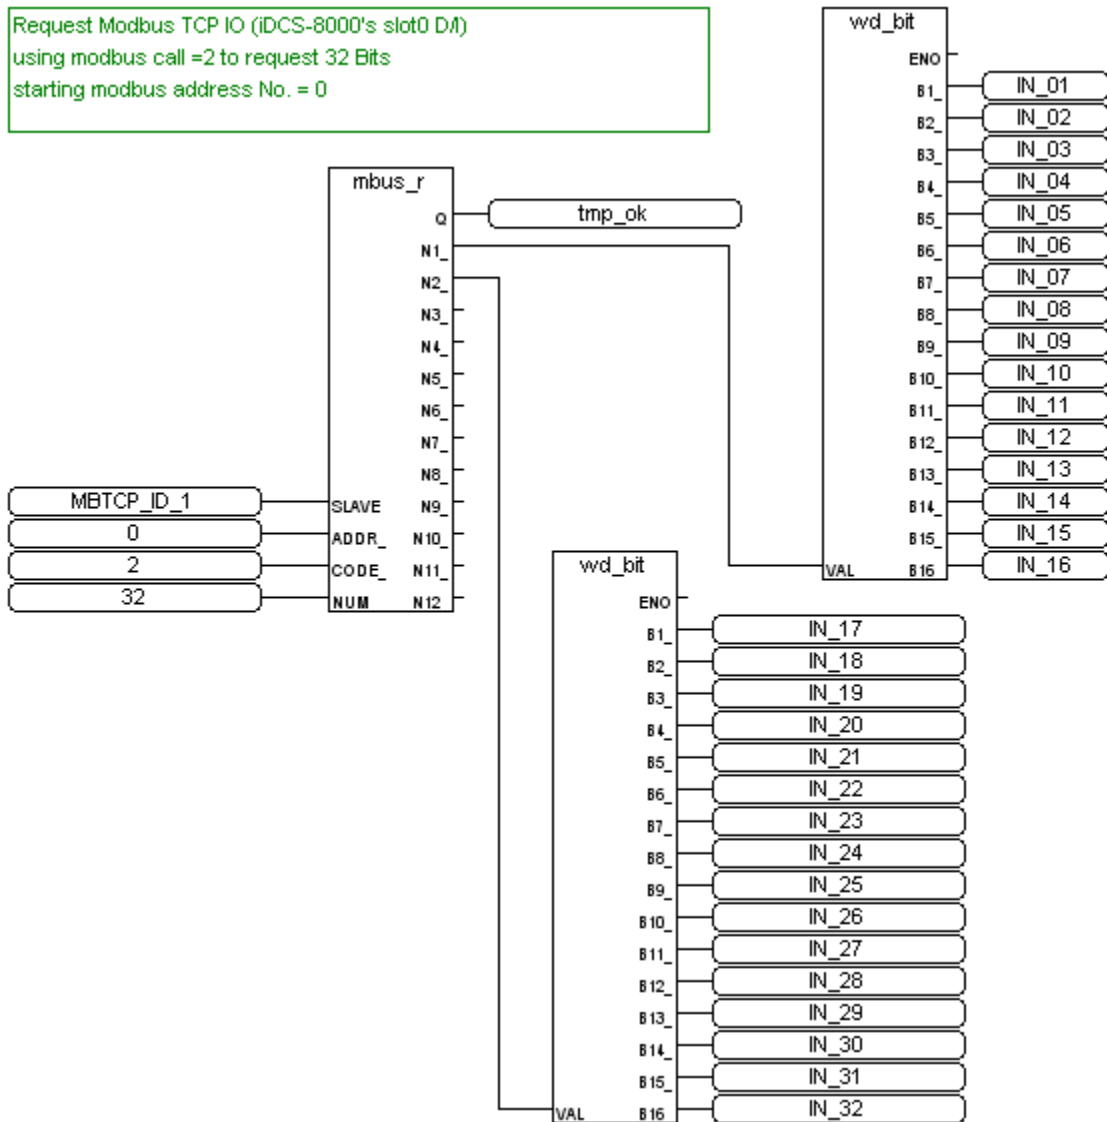 Request Modbus TCP IO (iDCS-8000's slot0 D/I)
using modbus call =2 to request 32 Bits
starting modbus address No. = 0
mbus_r
Q
tmp_ok
N1_
N2_
N3_
N4_
N5_
N6_
N7_
N8_
MBTCP_ID_1
SLAVE
N9_
0
ADDR_
N10_
2
CODE_
N11_
32
NUM
N12
wd_bit
ENO
B1_
IN_01
B2_
IN_02
B3_
IN_03
B4_
IN_04
B5_
IN_05
B6_
IN_06
B7_
IN_07
B8_
IN_08
B9_
IN_09
B10_
IN_10
B11_
IN_11
B12_
IN_12
B13_
IN_13
B14_
IN_14
B15_
IN_15
VAL
B16
IN_16
wd_bit
ENO
B1_
IN_17
B2_
IN_18
B3_
IN_19
B4_
IN_20
B5_
IN_21
B6_
IN_22
B7_
IN_23
B8_
IN_24
B9_
IN_25
B10_
IN_26
B11_
IN_27
B12_
IN_28
B13_
IN_29
B14_
IN_30
B15_
IN_31
VAL
B16
IN_32